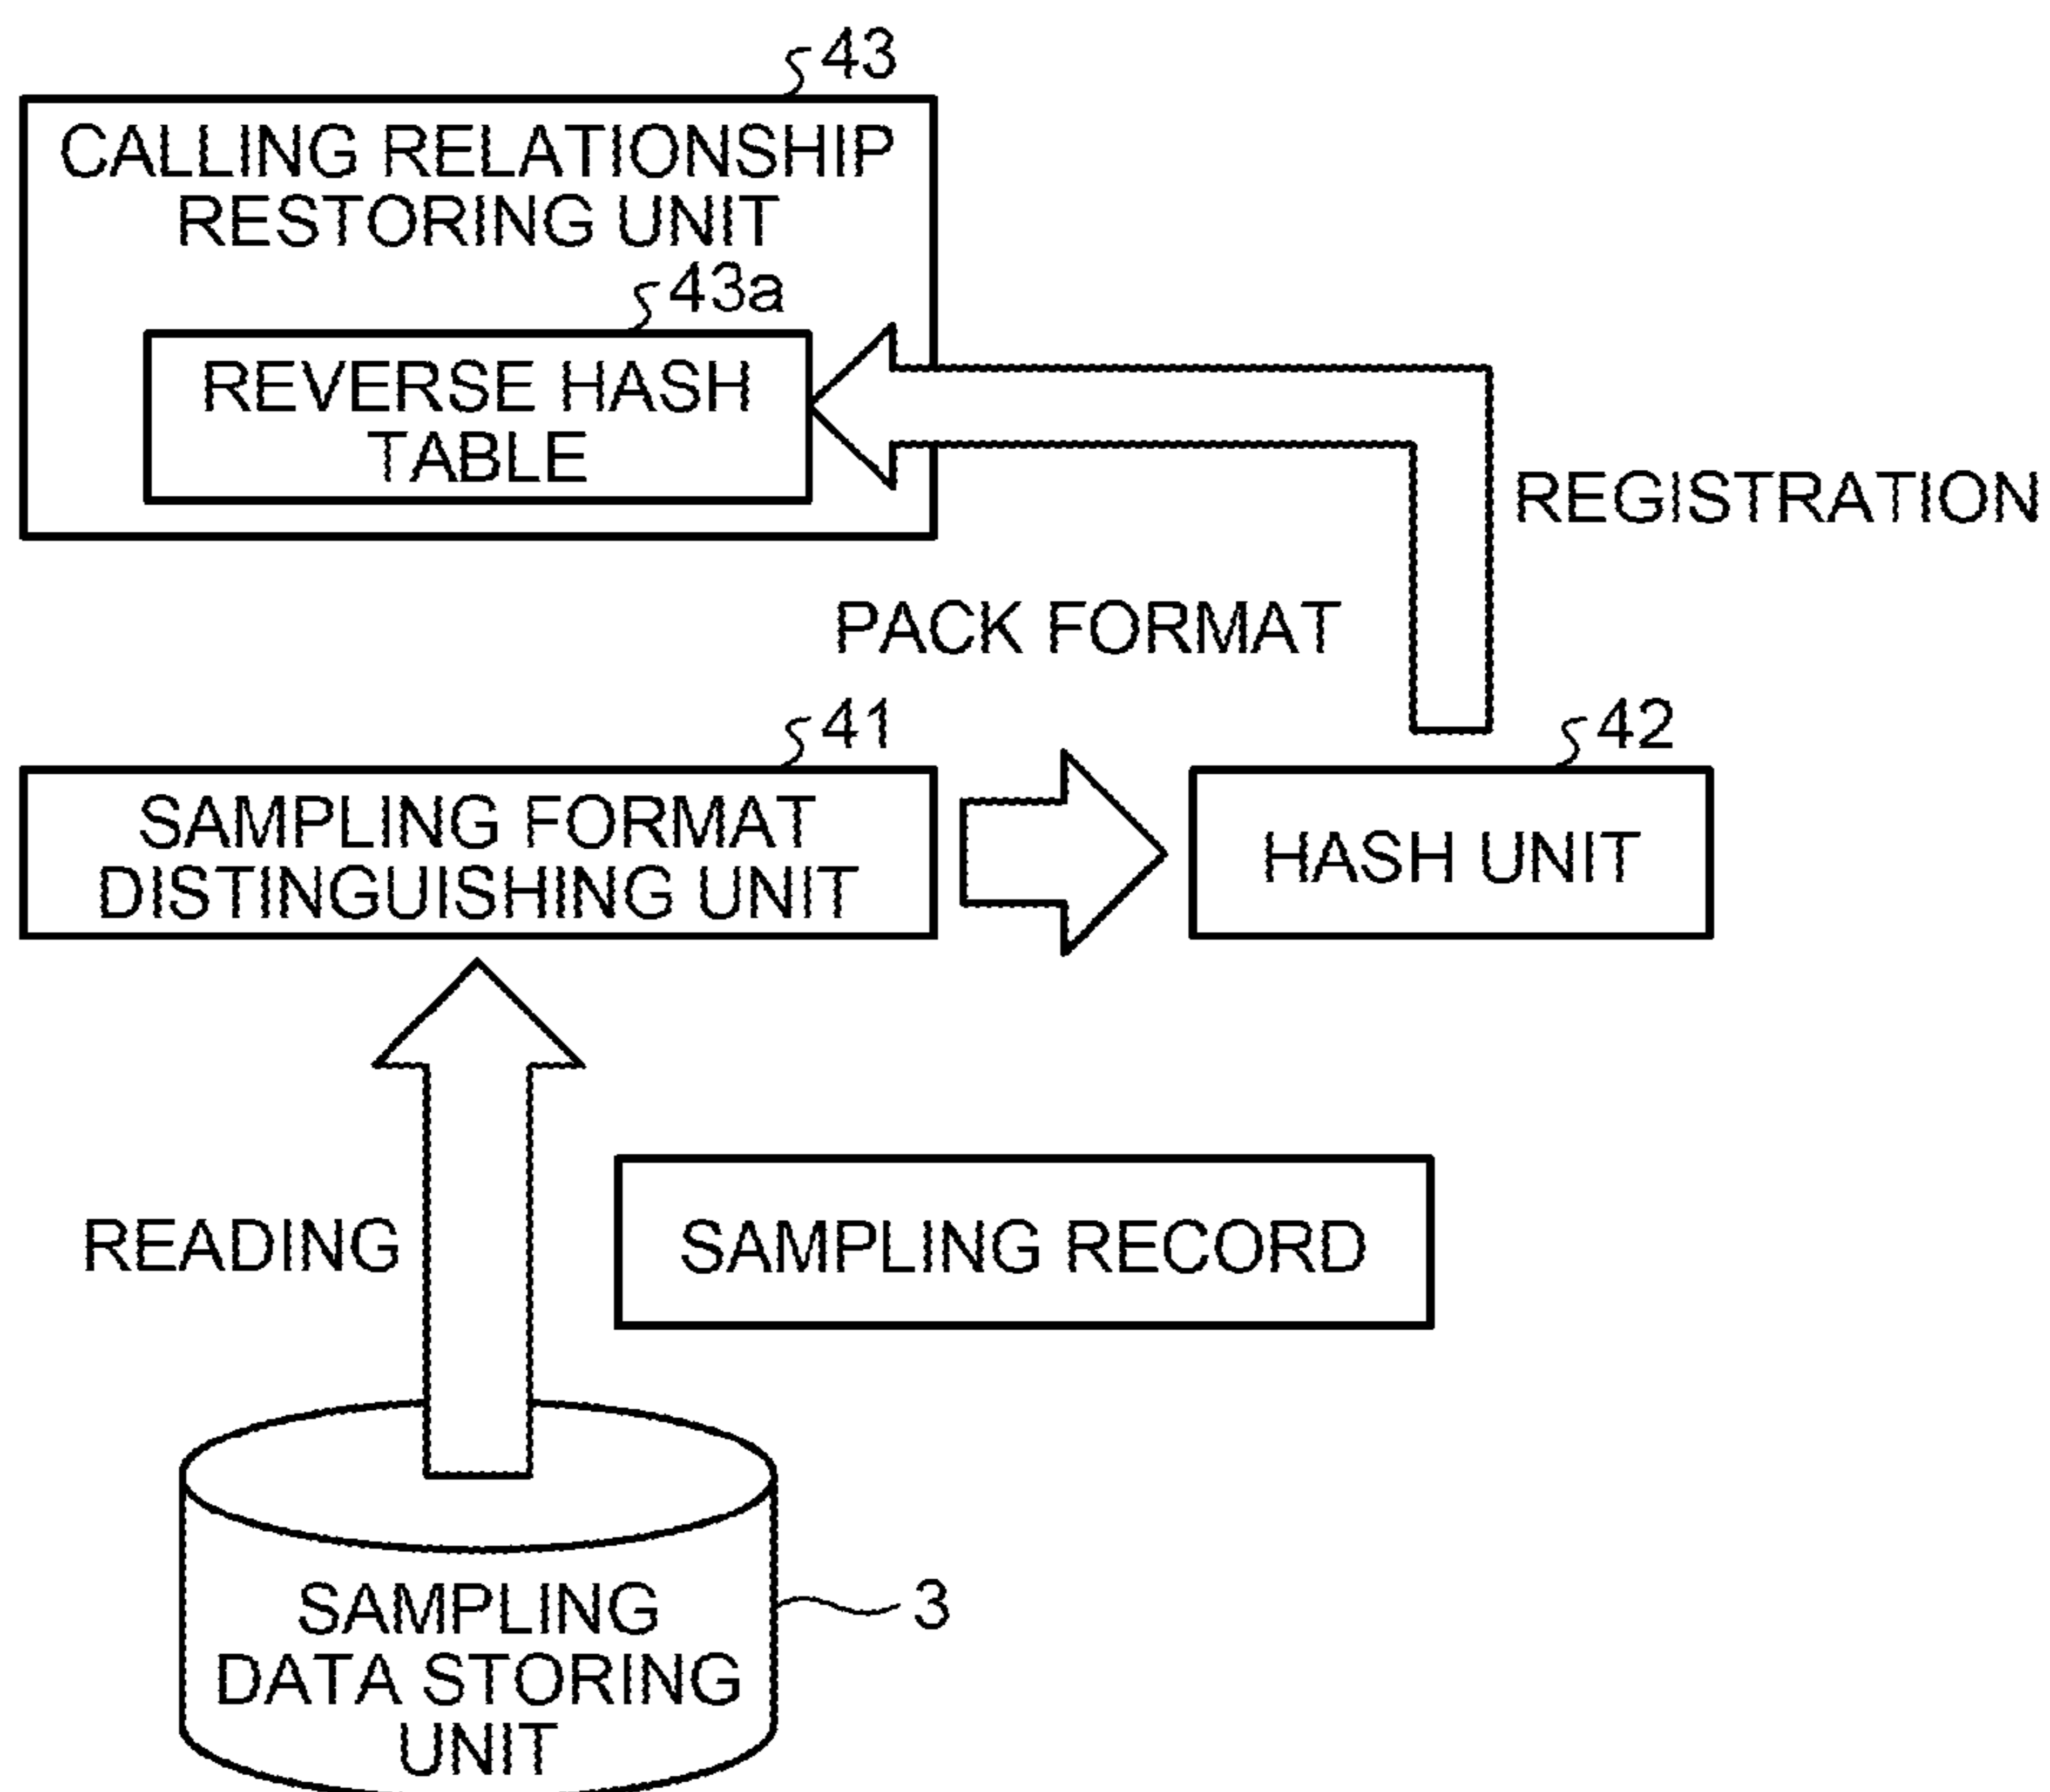 43
CALLING RELATIONSHIP
RESTORING UNIT
43a
REVERSE HASH
TABLE
REGISTRATION
PACK FORMAT
41
42
SAMPLING FORMAT
DISTINGUISHING UNIT
HASH UNIT
READING
SAMPLING RECORD
3
SAMPLING
DATA STORING
UNIT